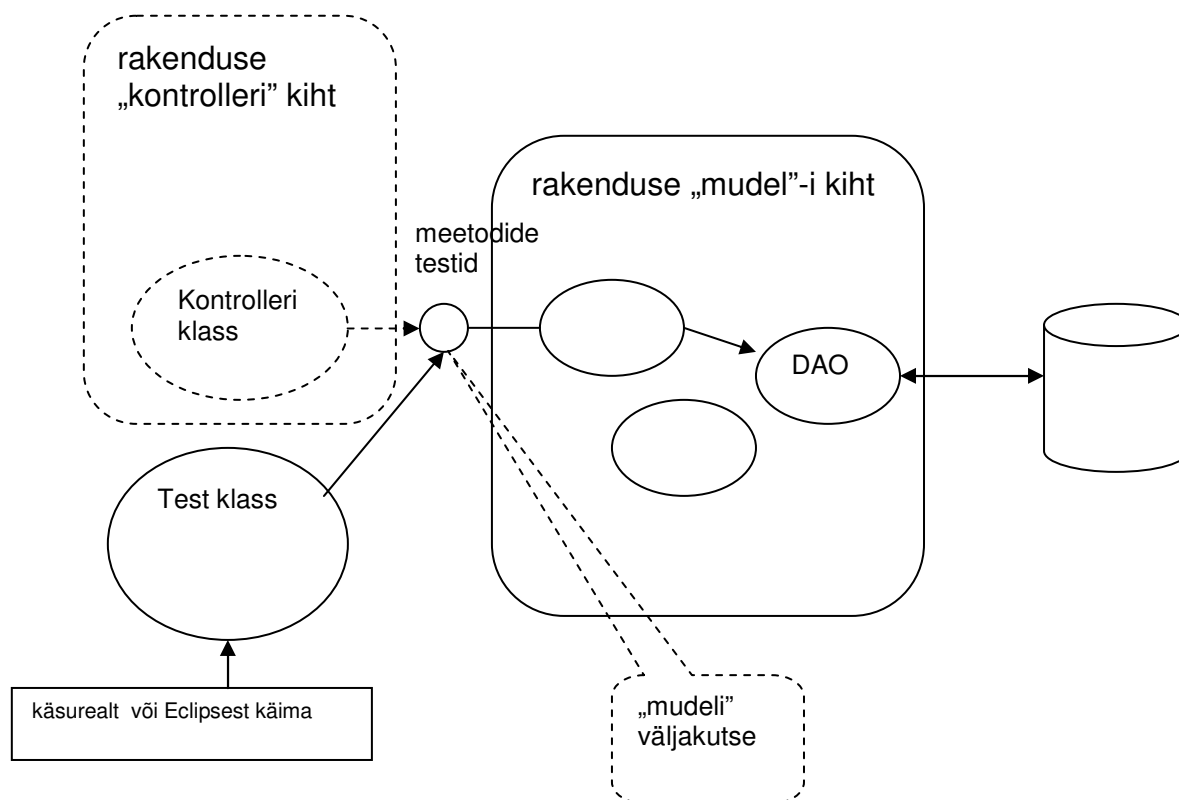 rakenduse
„kontrolleri” kiht
rakenduse „mudel”-i kiht
meetodide
testid
Kontrolleri
klass
DAO
Test klass
käsurealt või Eclipsest käima
„mudeli”
väljakutse